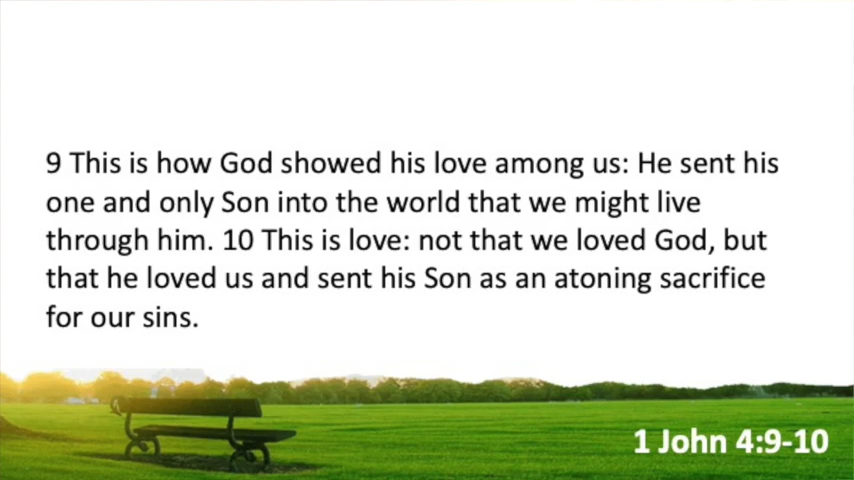 9 This is how God showed his love among us: He sent his
one and only Son into the world that we might live
through him. 10 This is love: not that we loved God, but
that he loved us and sent his Son as an atoning sacrifice
for our sins.
1 John 4:9-10